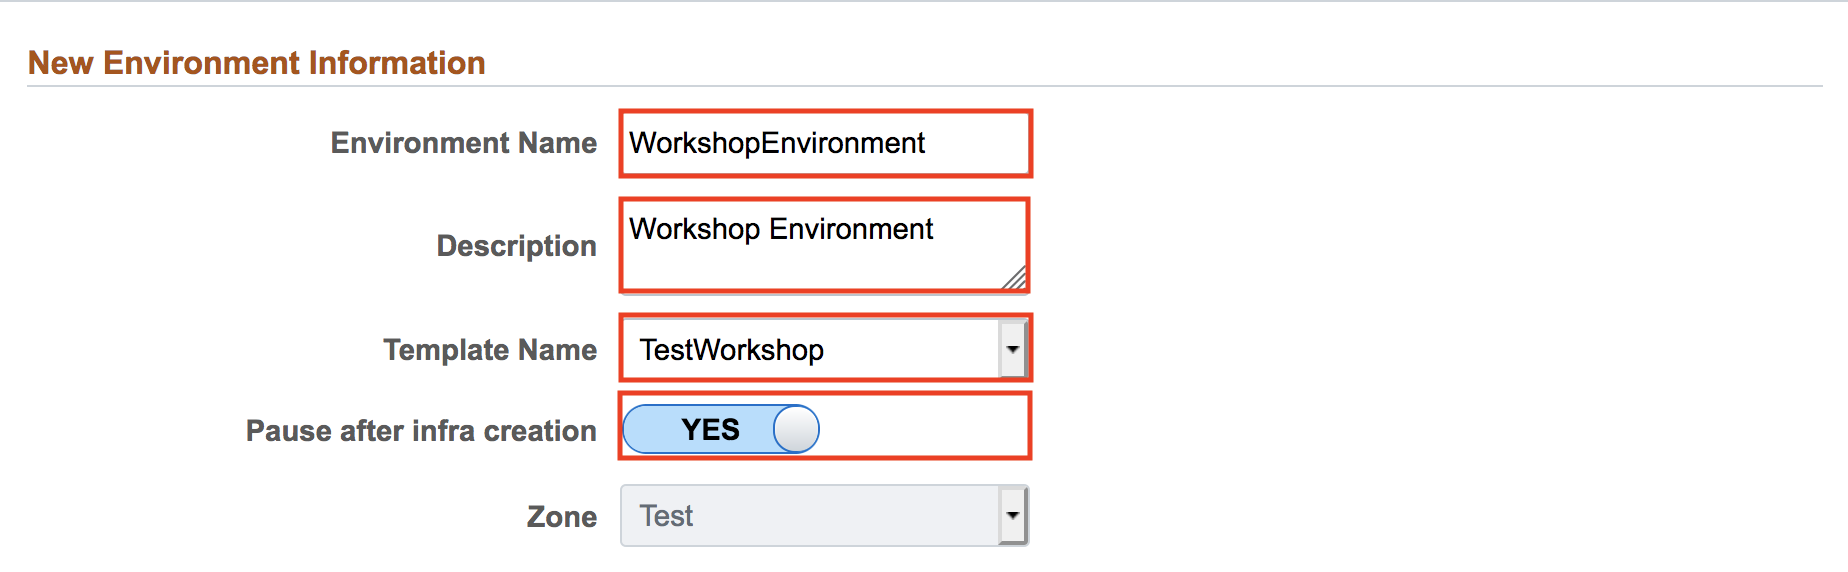 New Environment Information
Environment Name WorkshopEnvironment
Description Workshop Environment
Template Name TestWorkshop
Pause after infra creation YES
Zone Test